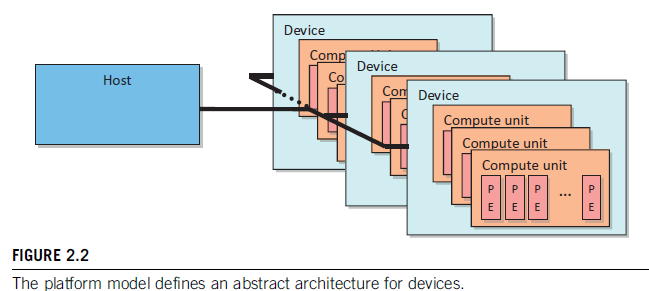 Device
Host
Device
Device
Compute unit
Compute unit
Compute unit
P P P ... P
E E E E
FIGURE 2.2
The platform model defines an abstract architecture for devices.